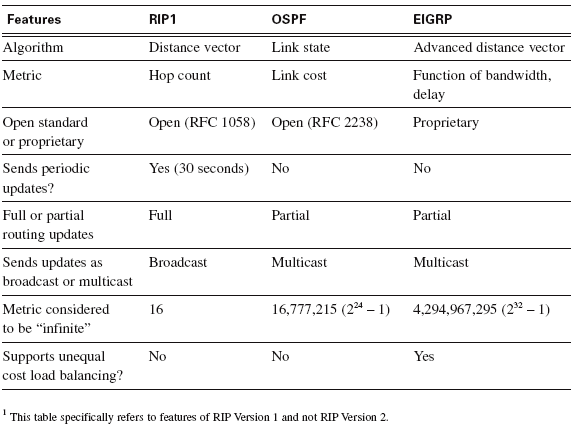 Features RIP1 OSPF EIGRP
Algorithm Distance vector Link state Advanced distance vector
Metric Hop count Link cost Function of bandwidth,
delay
Open standard Open (RFC 1058) Open (RFC 2238) Proprietary
or proprietary
Sends periodic Yes (30 seconds) No No
updates?
Full or partial Full Partial Partial
routing updates
Sends updates as Broadcast Multicast Multicast
broadcast or multicast
Metric considered 16 16,777,215 (2²⁴ – 1) 4,294,967,295 (2³² – 1)
to be “infinite”
Supports unequal No No Yes
cost load balancing?
¹ This table specifically refers to features of RIP Version 1 and not RIP Version 2.